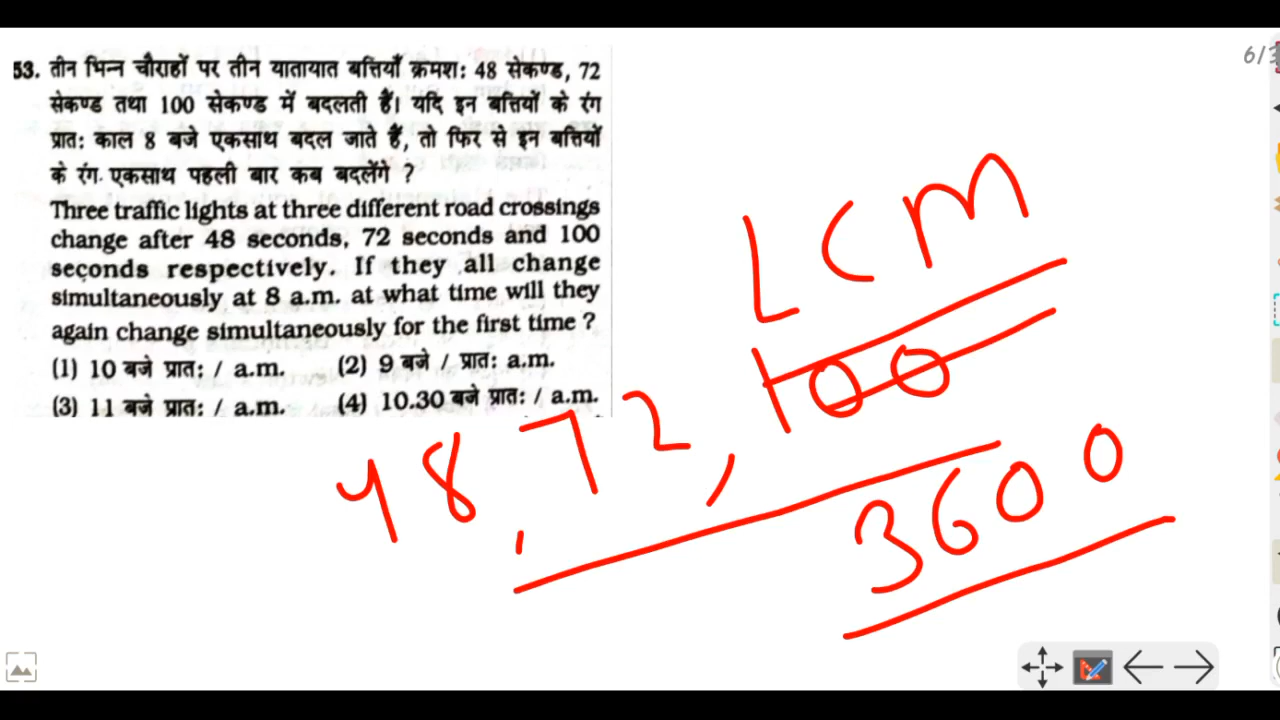 53. तीन भिन्न चौराहों पर तीन यातायात बत्तियाँ क्रमश: 48 सेकण्ड, 72
सेकण्ड तथा 100 सेकण्ड में बदलती हैं। यदि इन बत्तियों के रंग
प्रात: काल 8 बजे एकसाथ बदल जाते हैं, तो फिर से इन बत्तियों
के रंग एकसाथ पहली बार कब बदलेंगे ?
Three traffic lights at three different road crossings
change after 48 seconds, 72 seconds and 100
seconds respectively. If they all change
simultaneously at 8 a.m. at what time will they
again change simultaneously for the first time ?
(1) 10 बजे प्रात: / a.m. (2) 9 बजे / प्रात: a.m.
(3) 11 बजे प्रात: / a.m. (4) 10.30 बजे प्रात: / a.m.
LCM
48, 72, 100
3600